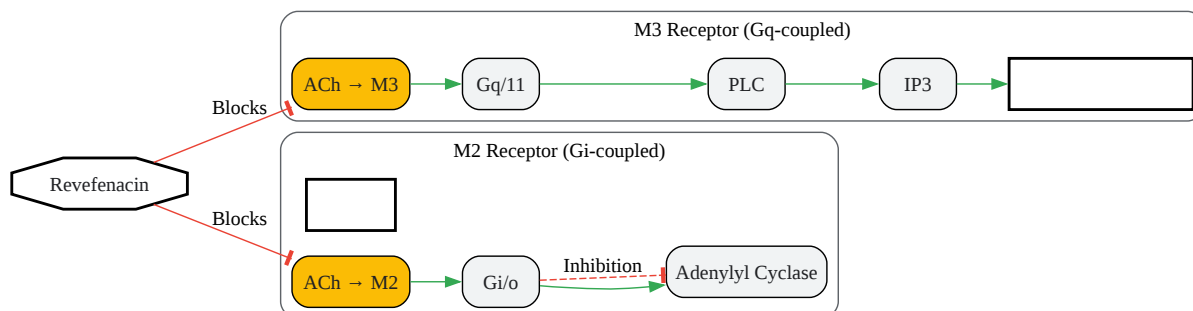 M3 Receptor (Gq-coupled)
ACh → M3
Gq/11
PLC
IP3
Blocks
M2 Receptor (Gi-coupled)
Revefenacin
Blocks
ACh → M2
Gi/o
Inhibition
Adenylyl Cyclase